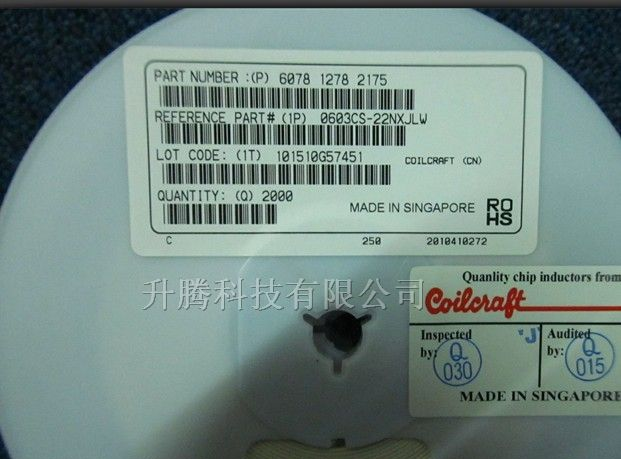 PART NUMBER :(P) 6078 1278 2175
REFERENCE PART# (1P) 0603CS-22NXJLW
LOT CODE: (1T) 101510G57451 COILCRAFT (CN)
QUANTITY: (Q) 2000
MADE IN SINGAPORE ROHS
C 250 2010410272
升腾科技有限公司
Quanlity chip inductors from
Coilcraft
Inspected by: Q 030
"J"
Audited by: Q 015
MADE IN SINGAPORE